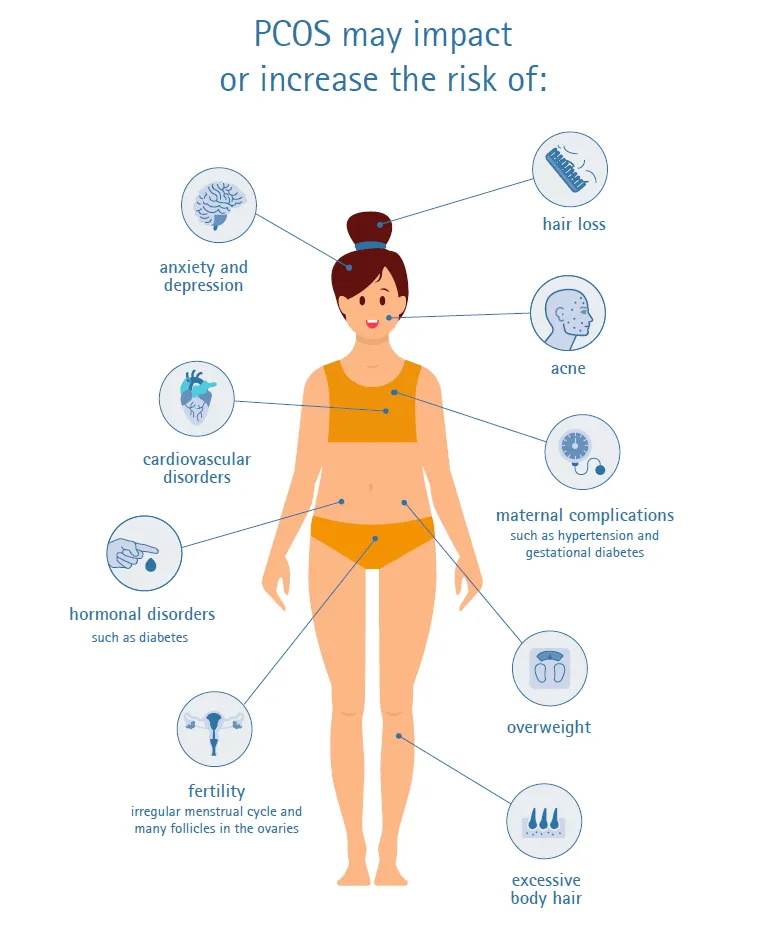 PCOS may impact
or increase the risk of:
hair loss
anxiety and
depression
acne
cardiovascular
disorders
maternal complications
such as hypertension and
gestational diabetes
hormonal disorders
such as diabetes
overweight
fertility
irregular menstrual cycle and
many follicles in the ovaries
excessive
body hair